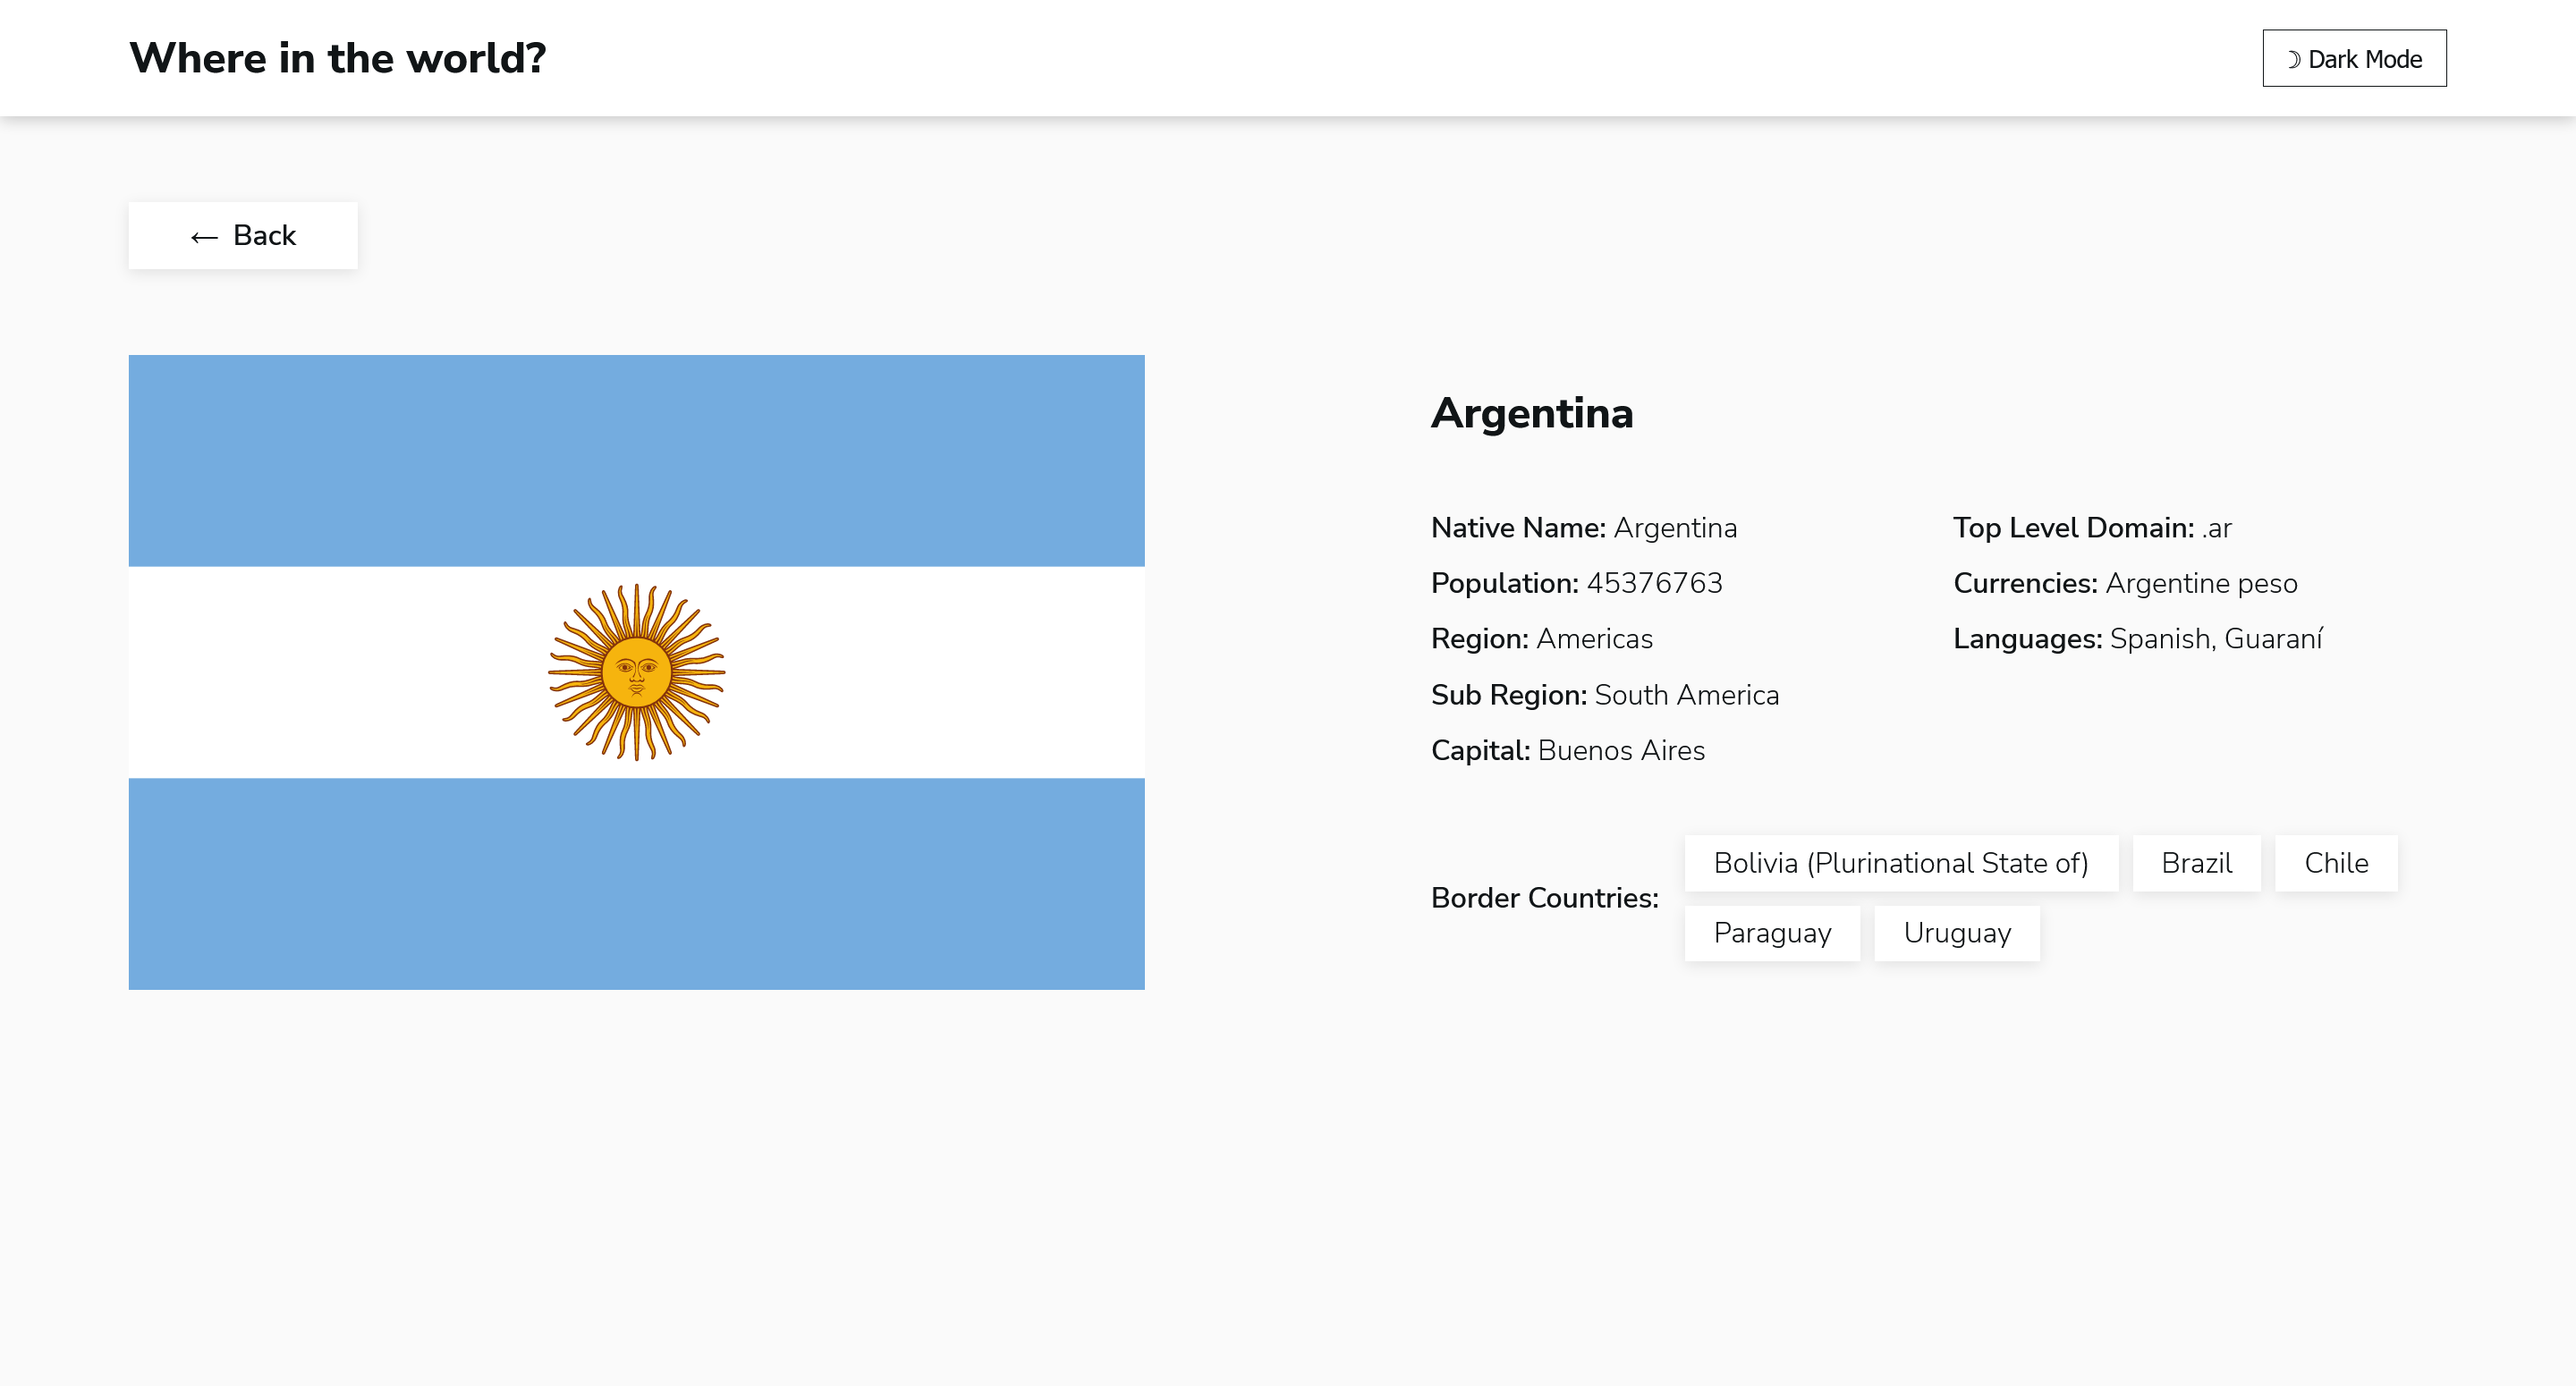 Where in the world?
☽ Dark Mode
← Back
Argentina
Native Name: Argentina
Population: 45376763
Region: Americas
Sub Region: South America
Capital: Buenos Aires
Top Level Domain: .ar
Currencies: Argentine peso
Languages: Spanish, Guaraní
Border Countries:
Bolivia (Plurinational State of) Brazil Chile
Paraguay Uruguay